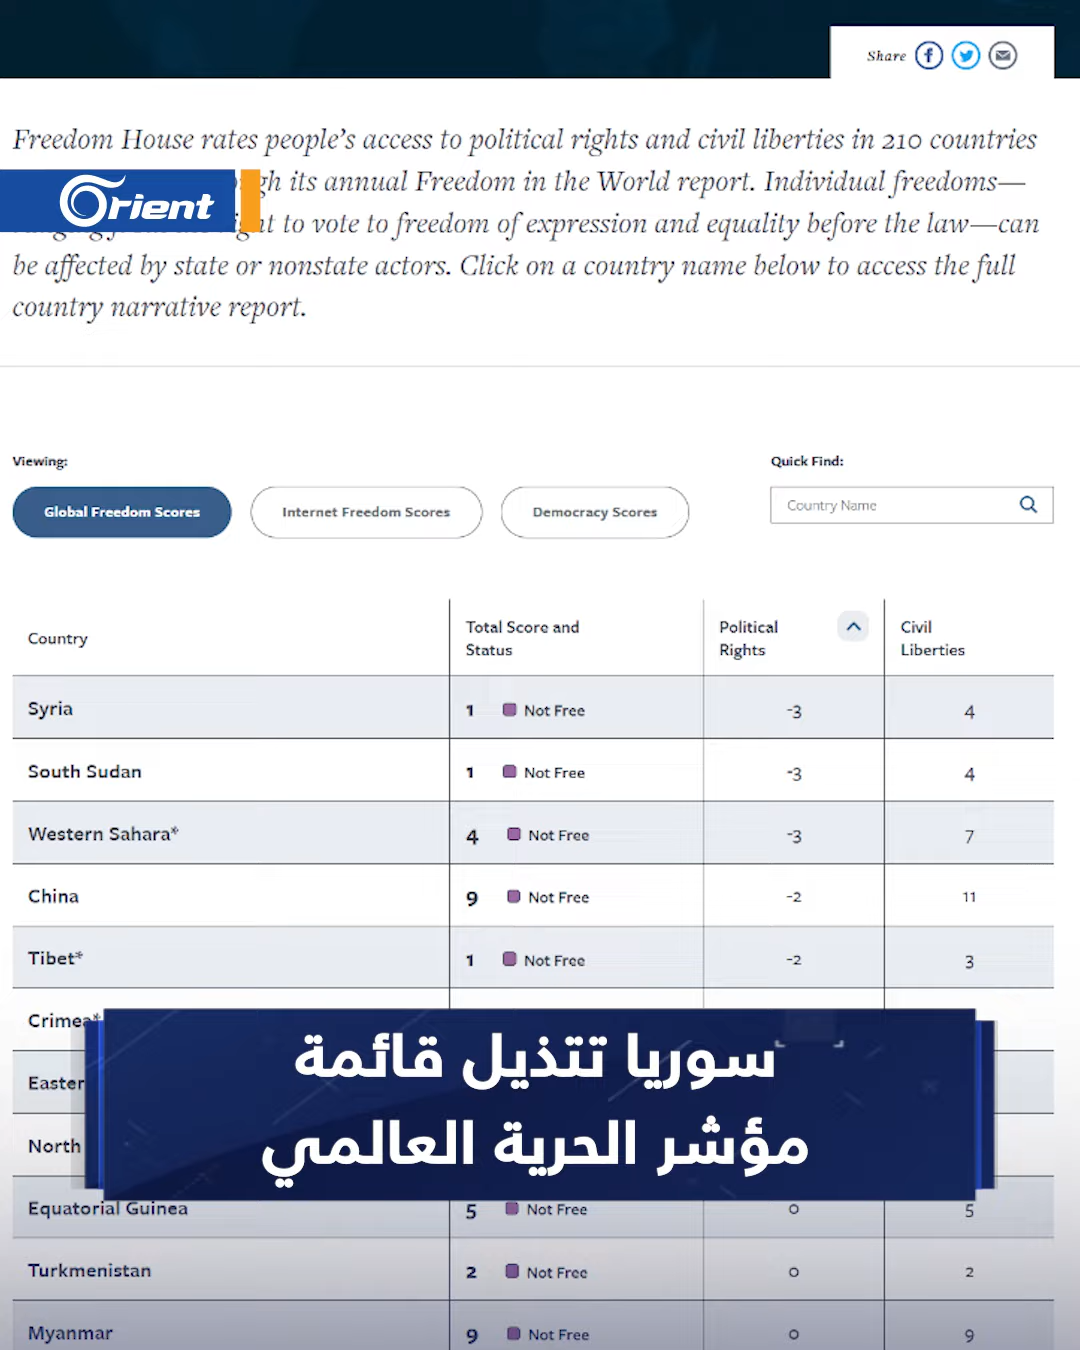 Share
Freedom House rates people's access to political rights and civil liberties in 210 countries
Orient
its annual Freedom in the World report. Individual freedoms—
to vote to freedom of expression and equality before the law—can
be affected by state or nonstate actors. Click on a country name below to access the full
country narrative report.
Viewing:
Quick Find:
Global Freedom Scores Internet Freedom Scores Democracy Scores Country Name
Country Total Score and Status Political Rights Civil Liberties
Syria 1 Not Free -3 4
South Sudan 1 Not Free -3 4
Western Sahara* 4 Not Free -3 7
China 9 Not Free -2 11
Tibet* 1 Not Free -2 3
Crimea*
سوريا تتذيل قائمة
مؤشر الحرية العالمي
North
Equatorial Guinea 5 Not Free 0 5
Turkmenistan 2 Not Free 0 2
Myanmar 9 Not Free 0 9